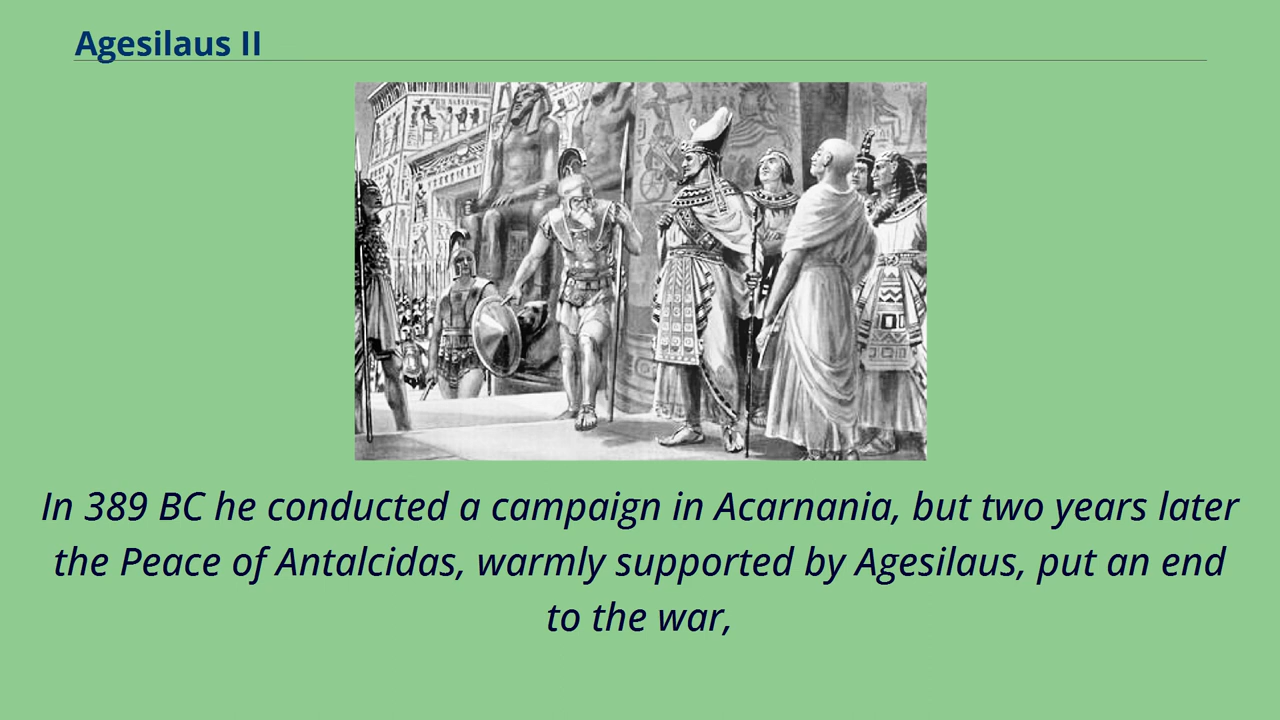 Agesilaus II
In 389 BC he conducted a campaign in Acarnania, but two years later
the Peace of Antalcidas, warmly supported by Agesilaus, put an end
to the war,